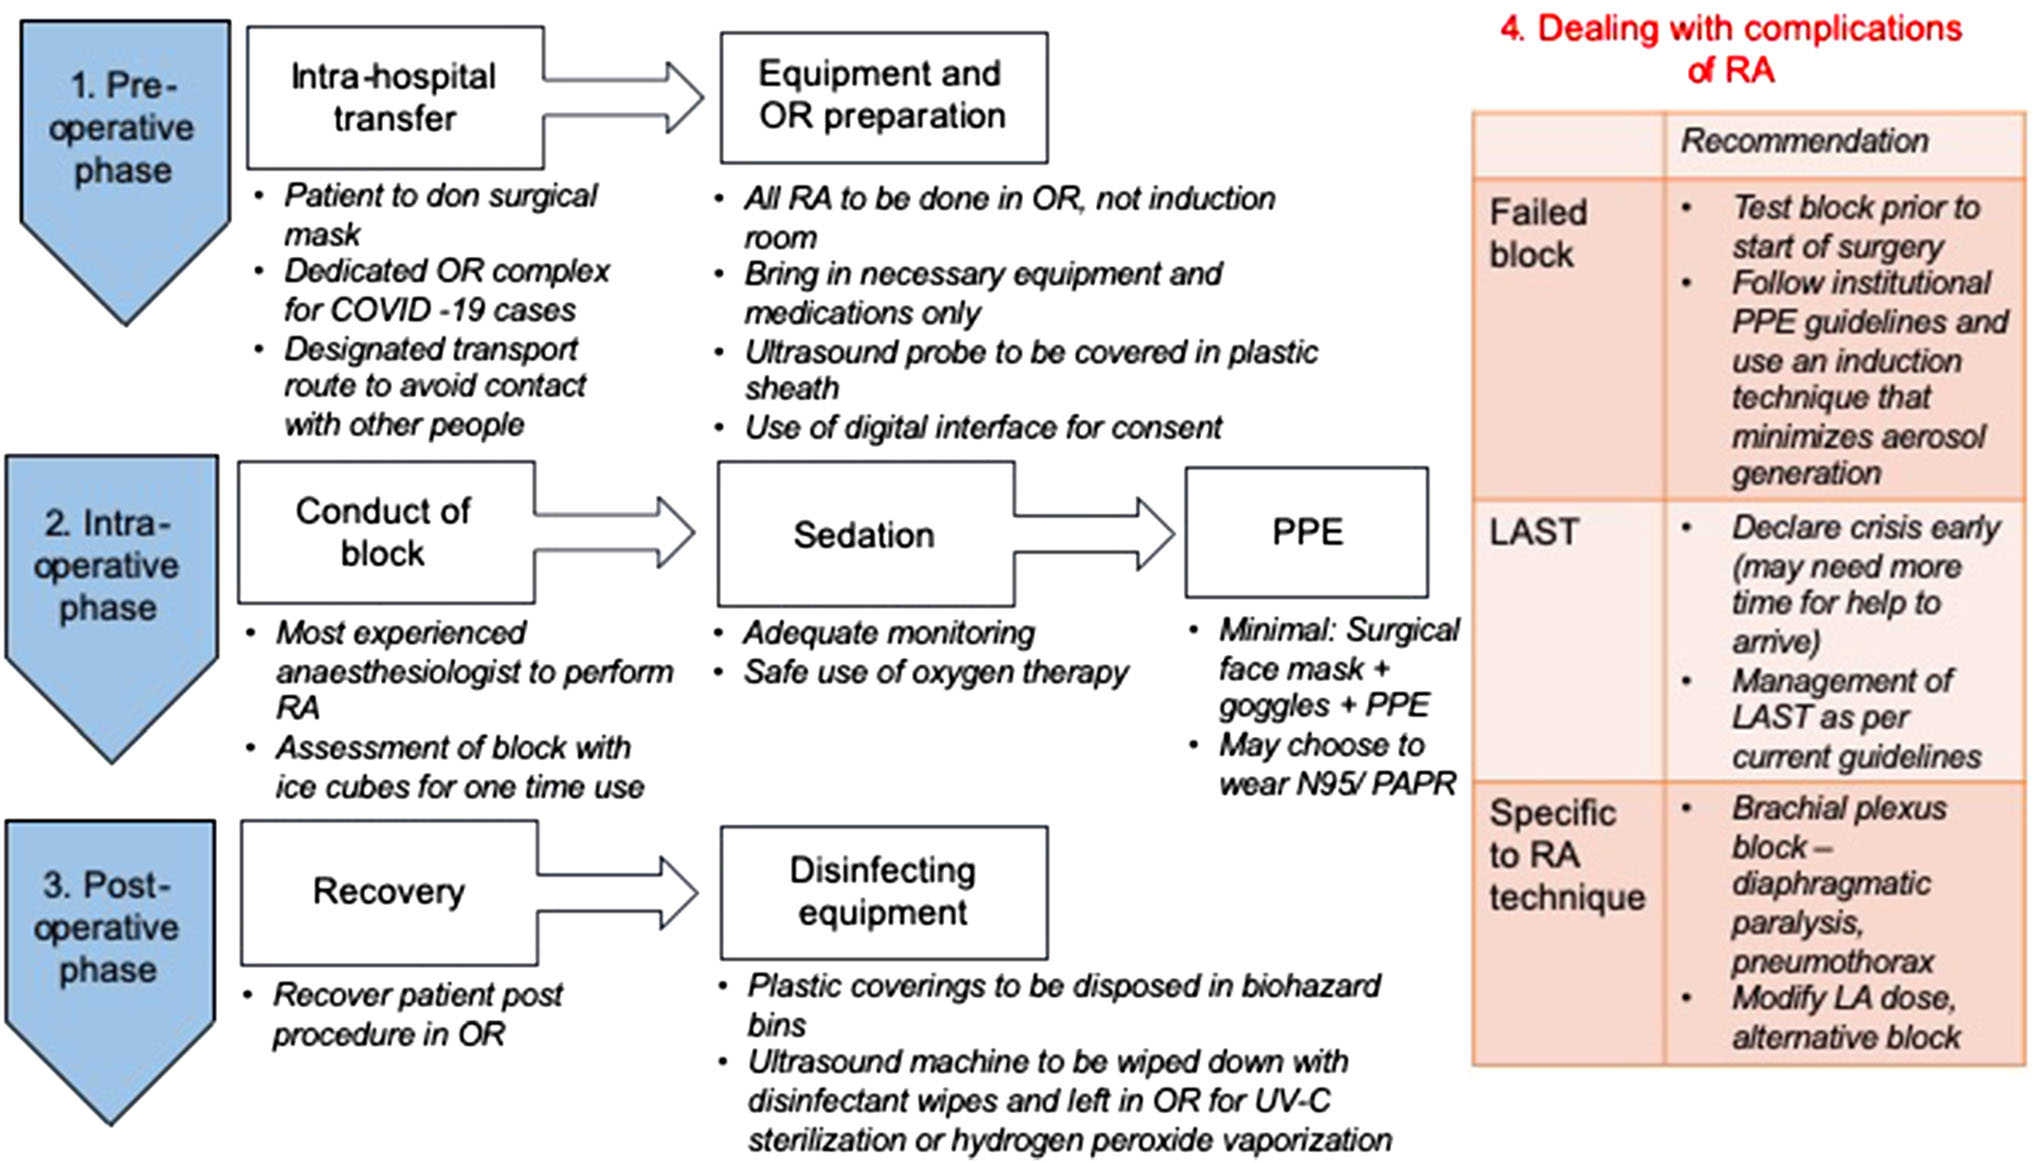 1. Pre-
operative
phase
Intra-hospital
transfer
• Patient to don surgical
mask
• Dedicated OR complex
for COVID -19 cases
• Designated transport
route to avoid contact
with other people
Equipment and
OR preparation
• All RA to be done in OR, not induction
room
• Bring in necessary equipment and
medications only
• Ultrasound probe to be covered in plastic
sheath
• Use of digital interface for consent
2. Intra-
operative
phase
Conduct of
block
• Most experienced
anaesthesiologist to perform
RA
• Assessment of block with
ice cubes for one time use
Sedation
• Adequate monitoring
• Safe use of oxygen therapy
PPE
• Minimal: Surgical
face mask +
goggles + PPE
• May choose to
wear N95/ PAPR
3. Post-
operative
phase
Recovery
• Recover patient post
procedure in OR
Disinfecting
equipment
• Plastic coverings to be disposed in biohazard
bins
• Ultrasound machine to be wiped down with
disinfectant wipes and left in OR for UV-C
sterilization or hydrogen peroxide vaporization
4. Dealing with complications
of RA
Recommendation
Failed
block
• Test block prior to
start of surgery
• Follow institutional
PPE guidelines and
use an induction
technique that
minimizes aerosol
generation
LAST
• Declare crisis early
(may need more
time for help to
arrive)
• Management of
LAST as per
current guidelines
Specific
to RA
technique
• Brachial plexus
block –
diaphragmatic
paralysis,
pneumothorax
• Modify LA dose,
alternative block